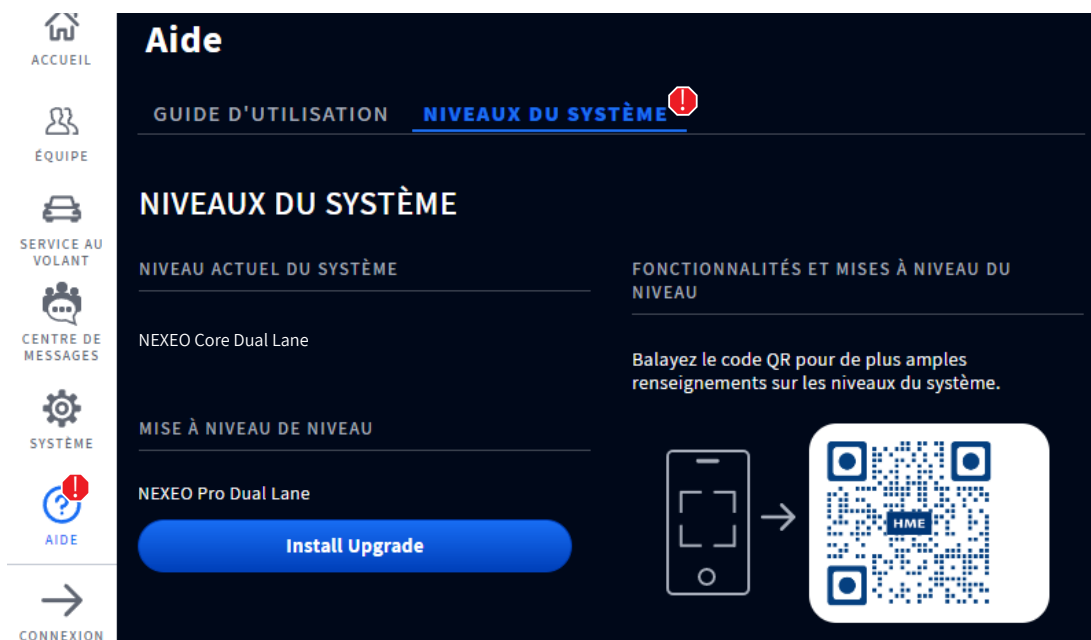 ACCUEIL
ÉQUIPE
SERVICE AU
VOLANT
CENTRE DE
MESSAGES
SYSTÈME
AIDE
CONNEXION
Aide
GUIDE D'UTILISATION
NIVEAUX DU SYSTÈME
NIVEAUX DU SYSTÈME
NIVEAU ACTUEL DU SYSTÈME
NEXEO Core Dual Lane
MISE À NIVEAU DE NIVEAU
NEXEO Pro Dual Lane
Install Upgrade
FONCTIONNALITÉS ET MISES À NIVEAU DU
NIVEAU
Balayez le code QR pour de plus amples
renseignements sur les niveaux du système.
HME